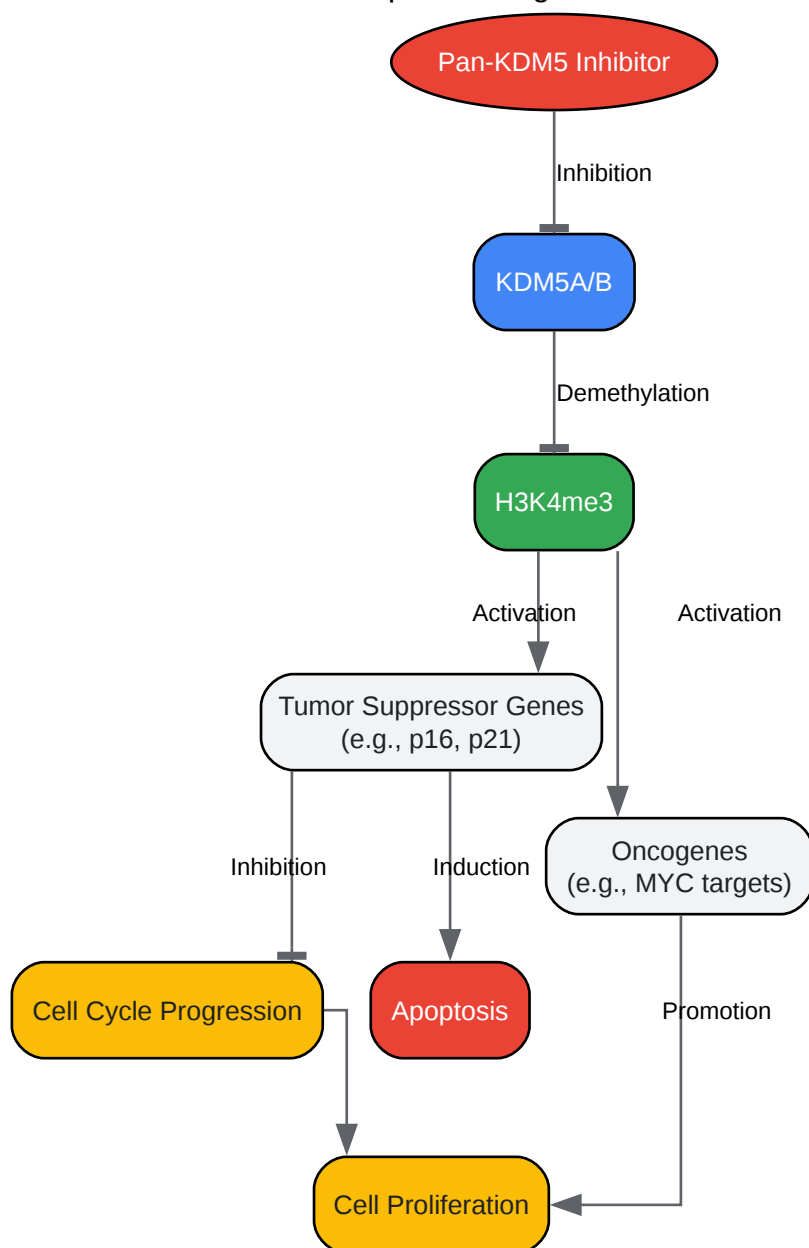 Pan-KDM5 Inhibitor
Inhibition
KDM5A/B
Demethylation
H3K4me3
Activation
Activation
Tumor Suppressor Genes
(e.g., p16, p21)
Inhibition
Induction
Oncogenes
(e.g., MYC targets)
Cell Cycle Progression
Apoptosis
Promotion
Cell Proliferation